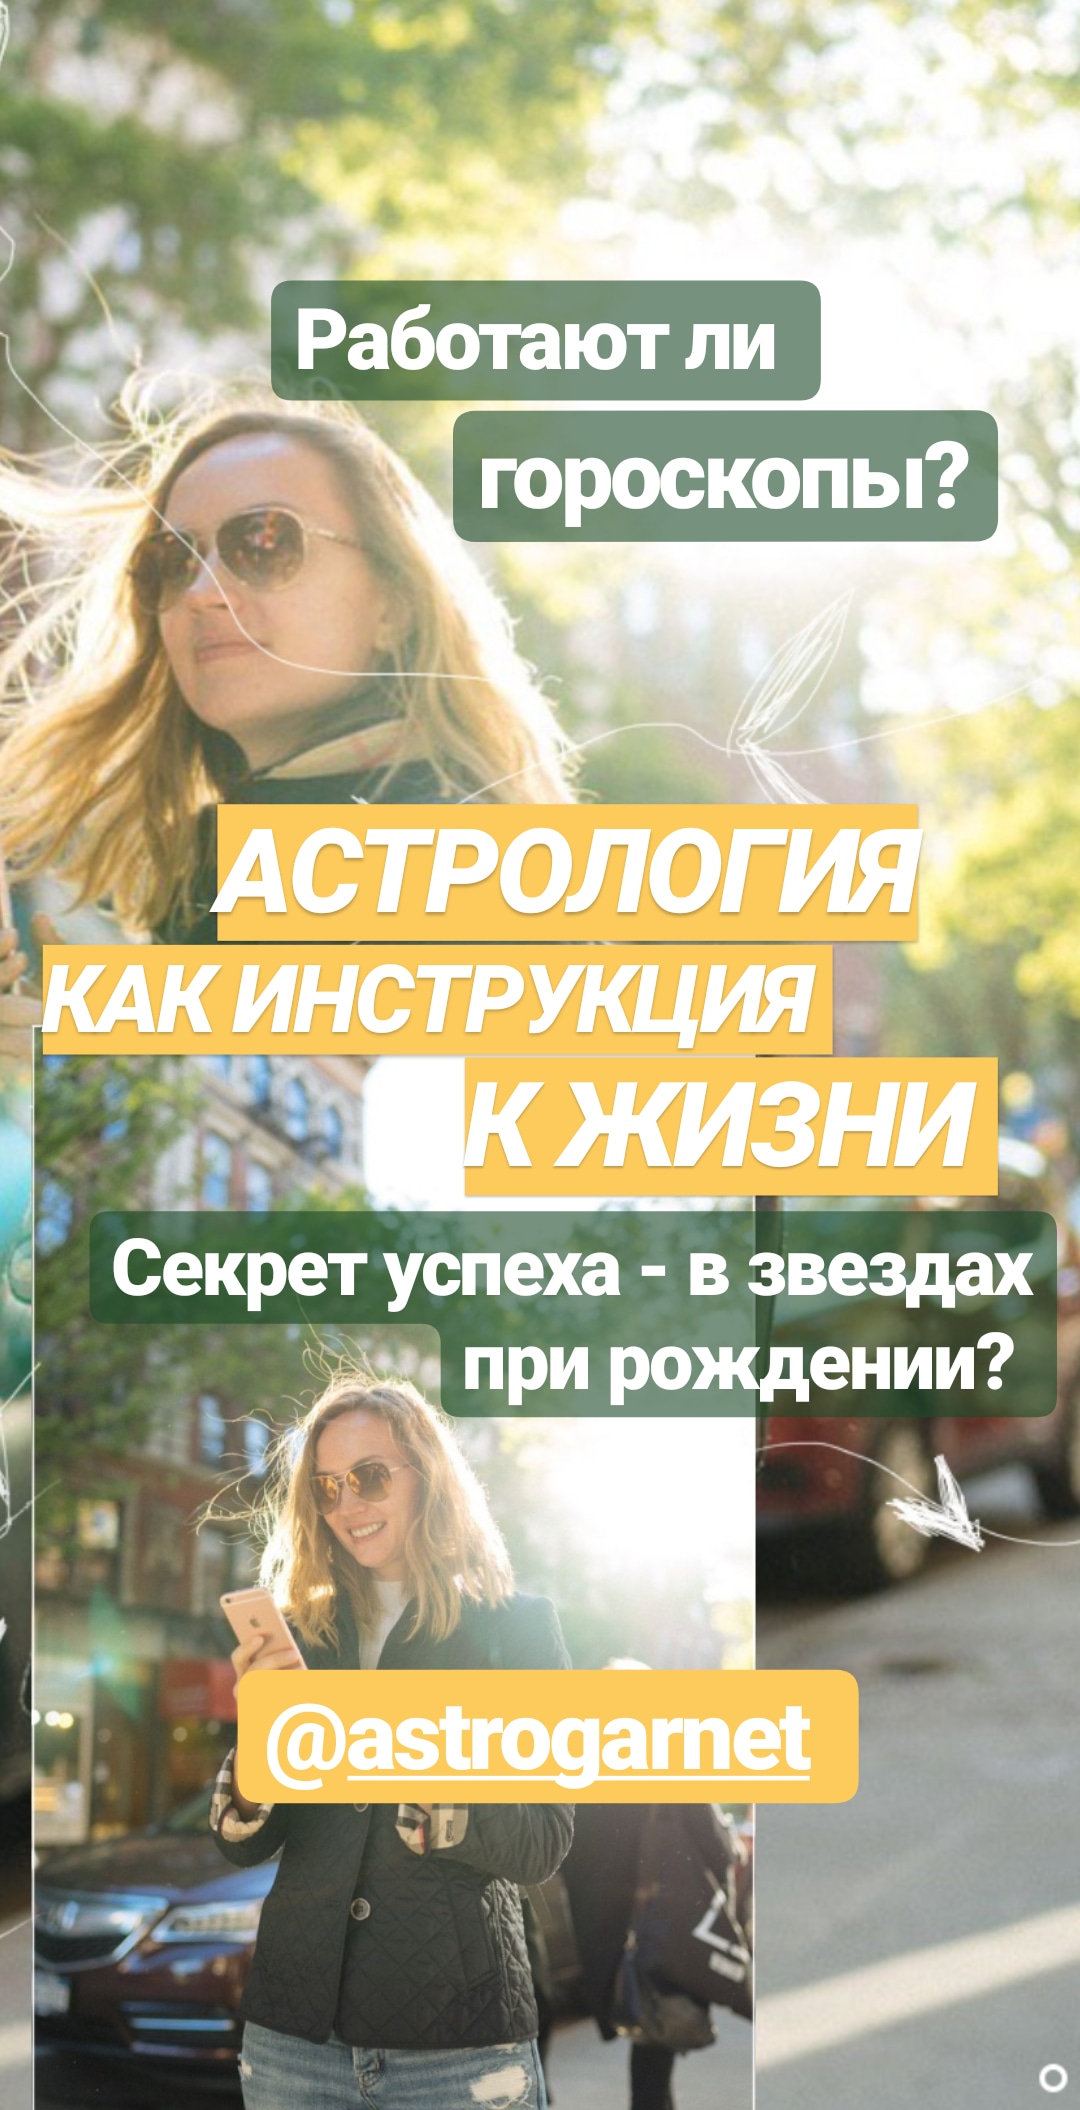 Работают ли
гороскопы?
АСТРОЛОГИЯ
КАК ИНСТРУКЦИЯ
К ЖИЗНИ
Секрет успеха - в звездах
при рождении?
@astrogarnet